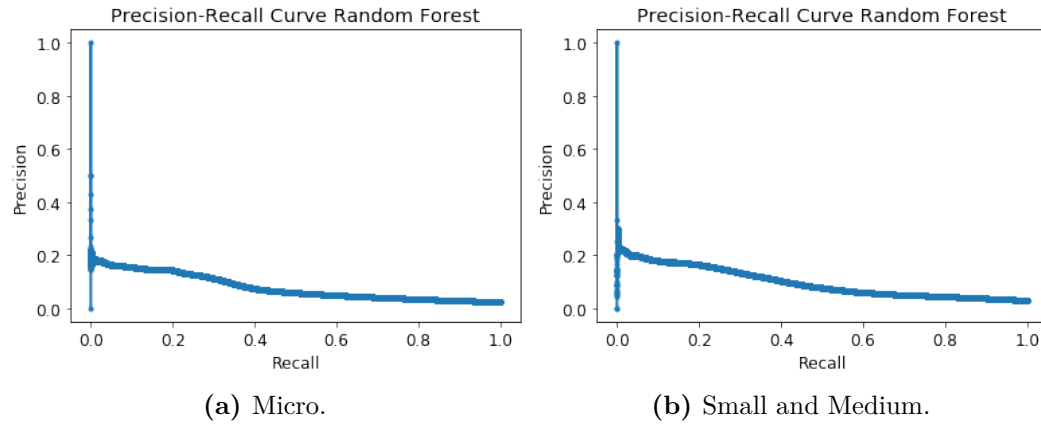 Precision-Recall Curve Random Forest
1.0
0.8
0.6
0.4
0.2
0.0
Precision
0.0 0.2 0.4 0.6 0.8 1.0
Recall
(a) Micro.
Precision-Recall Curve Random Forest
1.0
0.8
0.6
0.4
0.2
0.0
Precision
0.0 0.2 0.4 0.6 0.8 1.0
Recall
(b) Small and Medium.